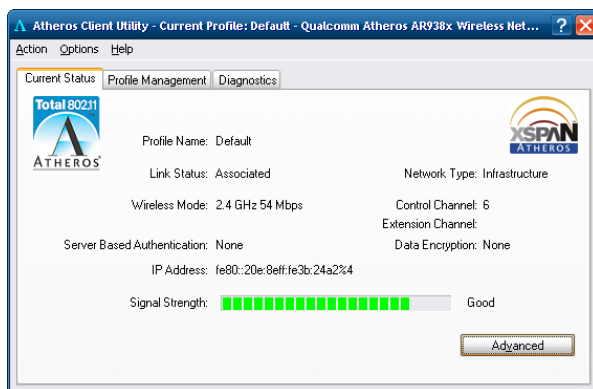 Atheros Client Utility - Current Profile: Default - Qualcomm Atheros AR938x Wireless Net...
Action Options Help
Current Status Profile Management Diagnostics
Total 802.11
ATHEROS
XSPAN
ATHEROS
Profile Name: Default
Link Status: Associated Network Type: Infrastructure
Wireless Mode: 2.4 GHz 54 Mbps Control Channel: 6
Extension Channel:
Server Based Authentication: None Data Encryption: None
IP Address: fe80::20e:8eff:fe3b:24a2%4
Signal Strength: Good
Advanced